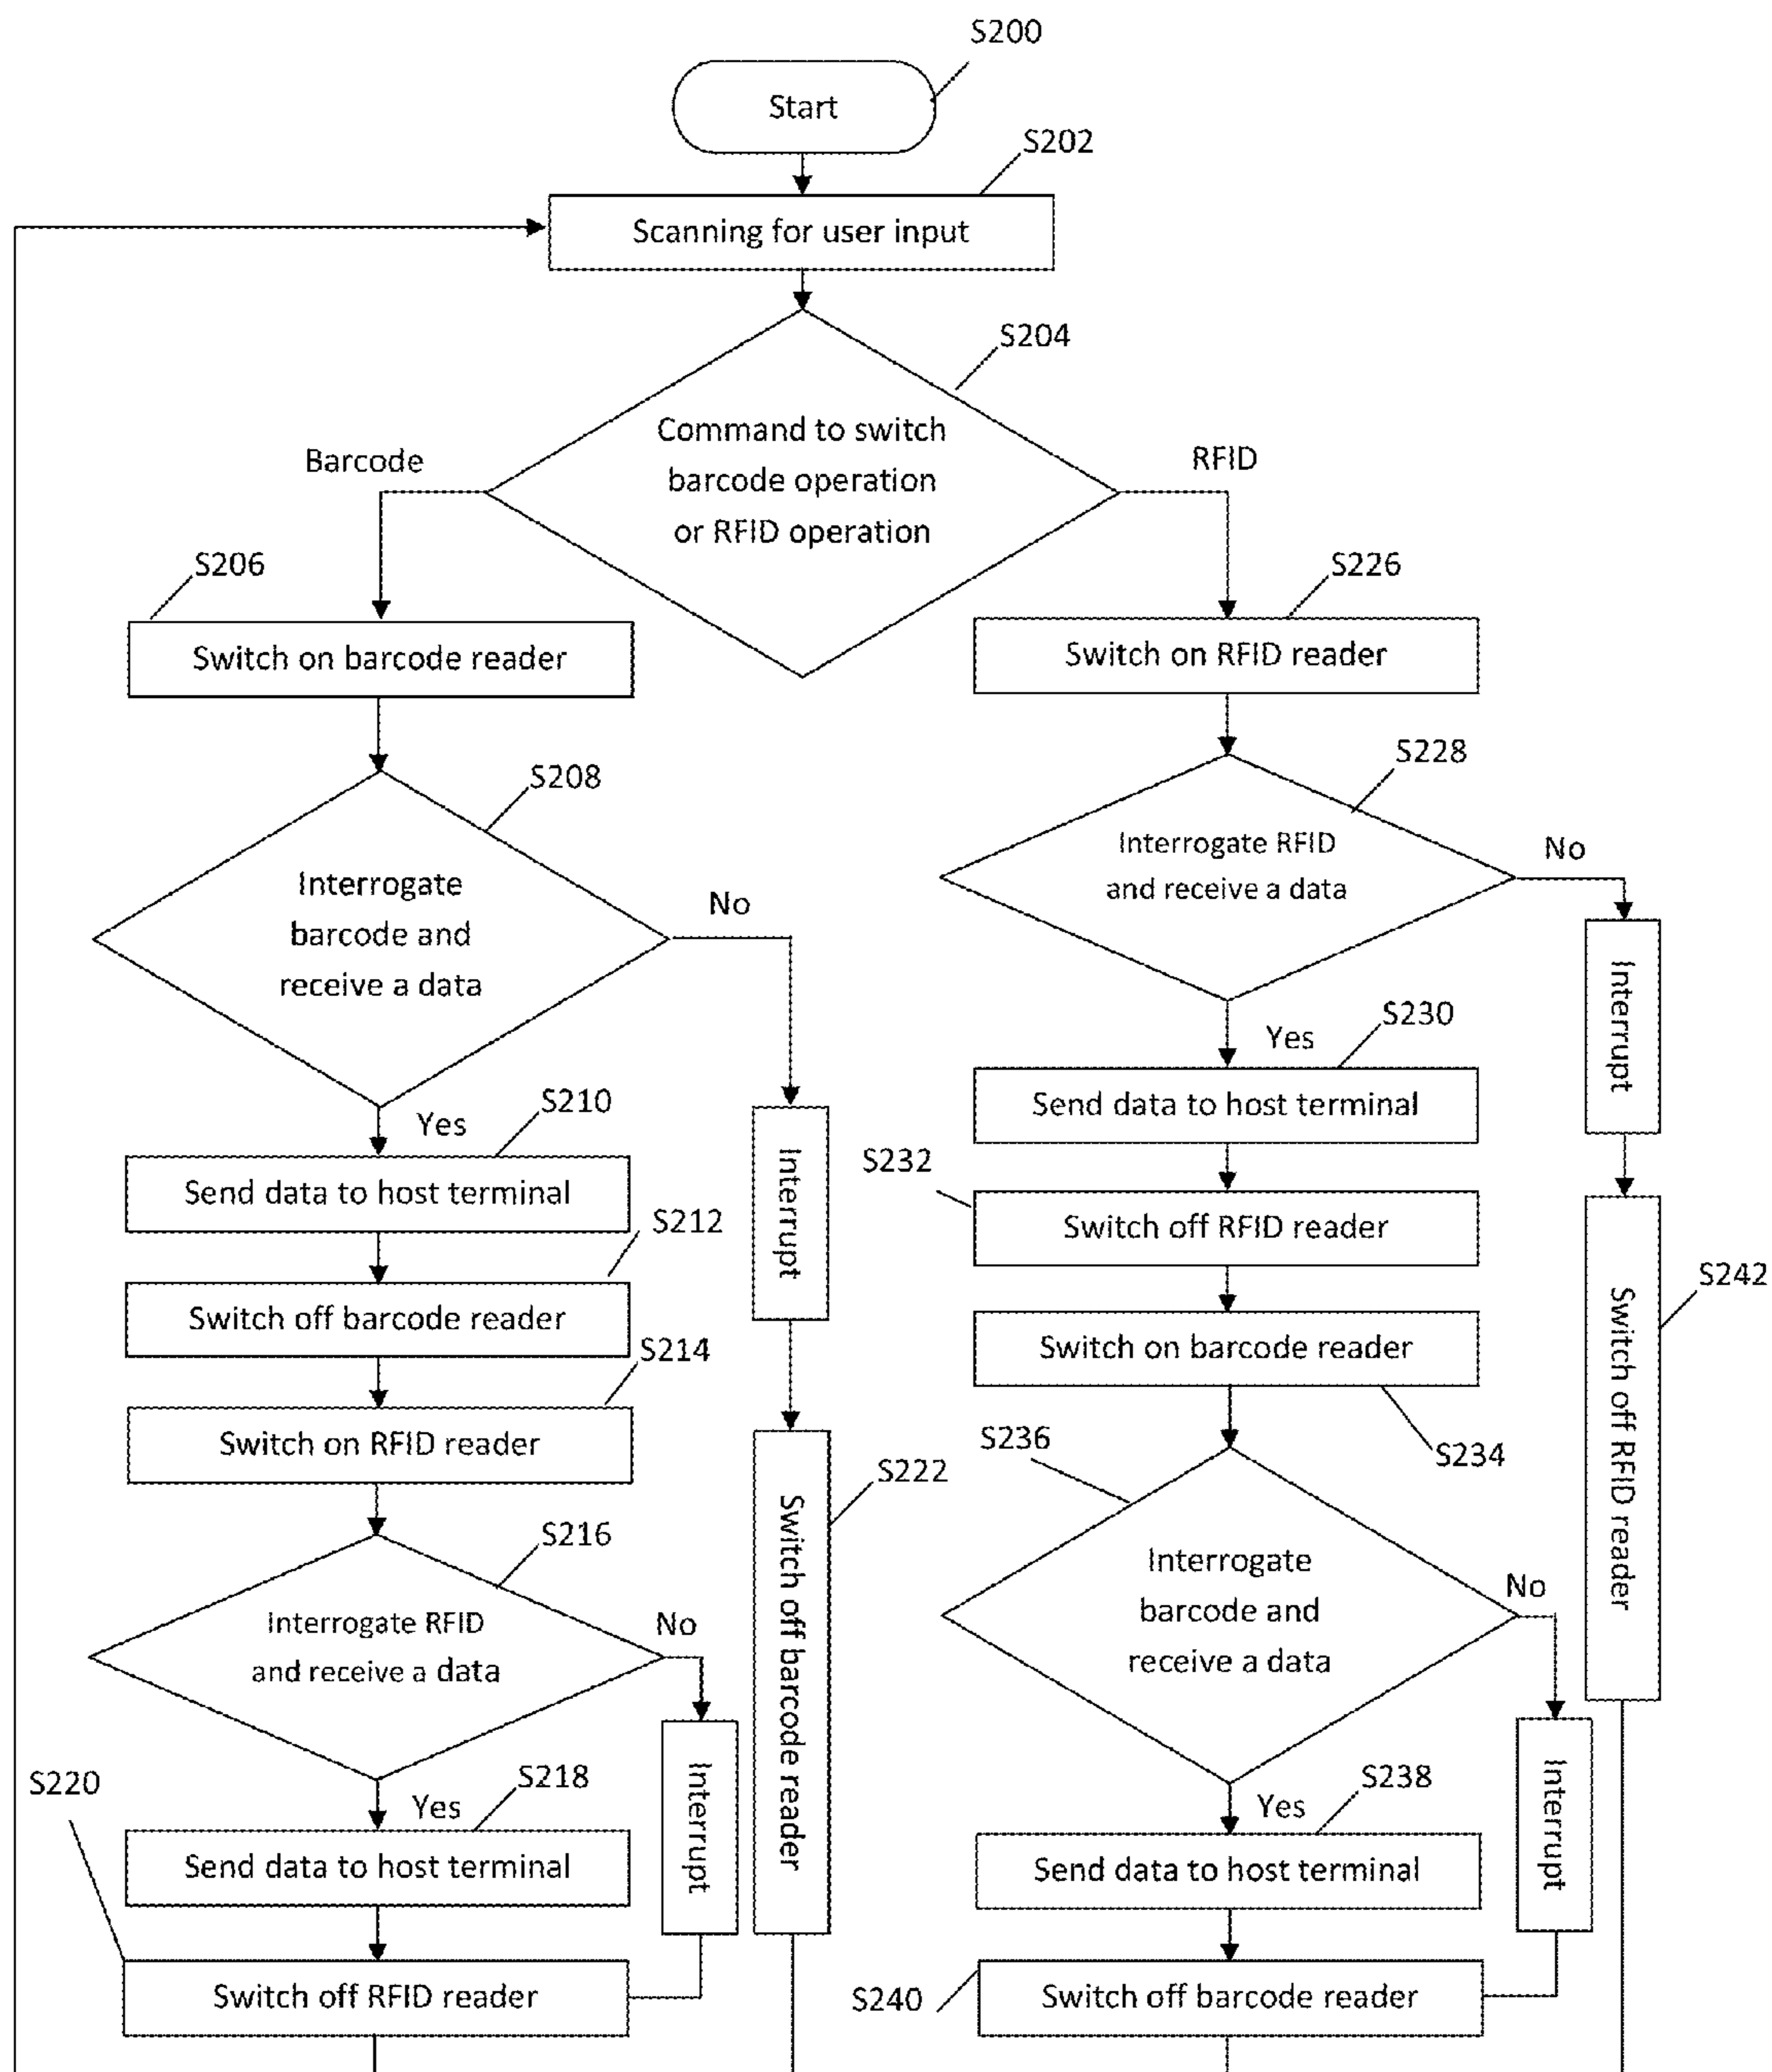 S200
Start
S202
Scanning for user input
S204
Command to switch
barcode operation
or RFID operation
Barcode
RFID
S206
S226
Switch on barcode reader
Switch on RFID reader
S208
S228
Interrogate
barcode and
receive a data
No
Interrogate RFID
and receive a data
No
Interrupt
Yes
S210
Send data to host terminal
S212
Switch off barcode reader
S214
Switch on RFID reader
S216
Interrogate RFID
and receive a data
No
Interrupt
S220
Yes
S218
Send data to host terminal
Switch off RFID reader
Interrupt
Switch off barcode reader
S222
Yes
S230
Send data to host terminal
S232
Switch off RFID reader
Switch on barcode reader
S234
S236
Interrogate
barcode and
receive a data
No
Interrupt
Yes
S238
Send data to host terminal
S240
Switch off barcode reader
Switch off RFID reader
S242